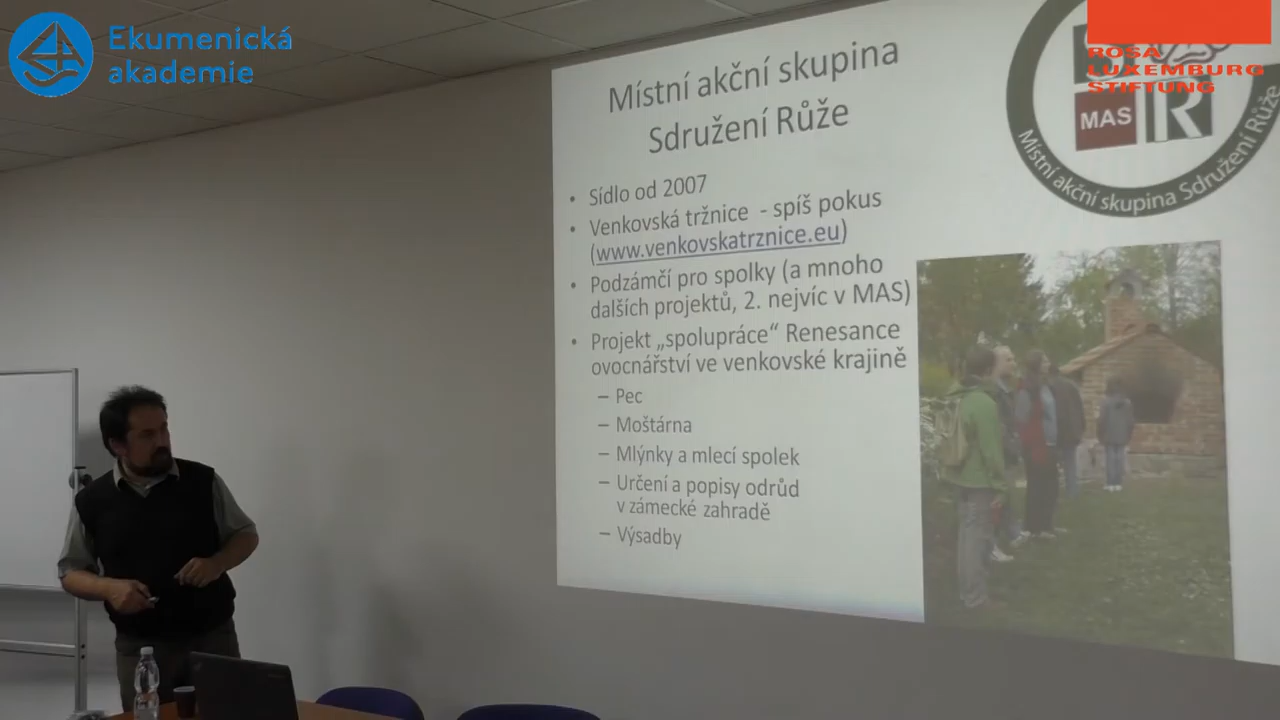 Ekumenická
akademie
Místní akční skupina
Sdružení Růže
• Sídlo od 2007
• Venkovská tržnice - spíš pokus
(www.venkovskatrznice.eu)
• Podzámčí pro spolky (a mnoho
dalších projektů, 2. nejvíc v MAS)
• Projekt „spolupráce“ Renesance
ovocnářství ve venkovské krajině
– Pec
– Moštárna
– Mlýnky a mlecí spolek
– Určení a popisy odrůd
v zámecké zahradě
– Výsadby
ROSA
LUXEMBURG
STIFTUNG
MAS R
Místní akční skupina Sdružení Růže